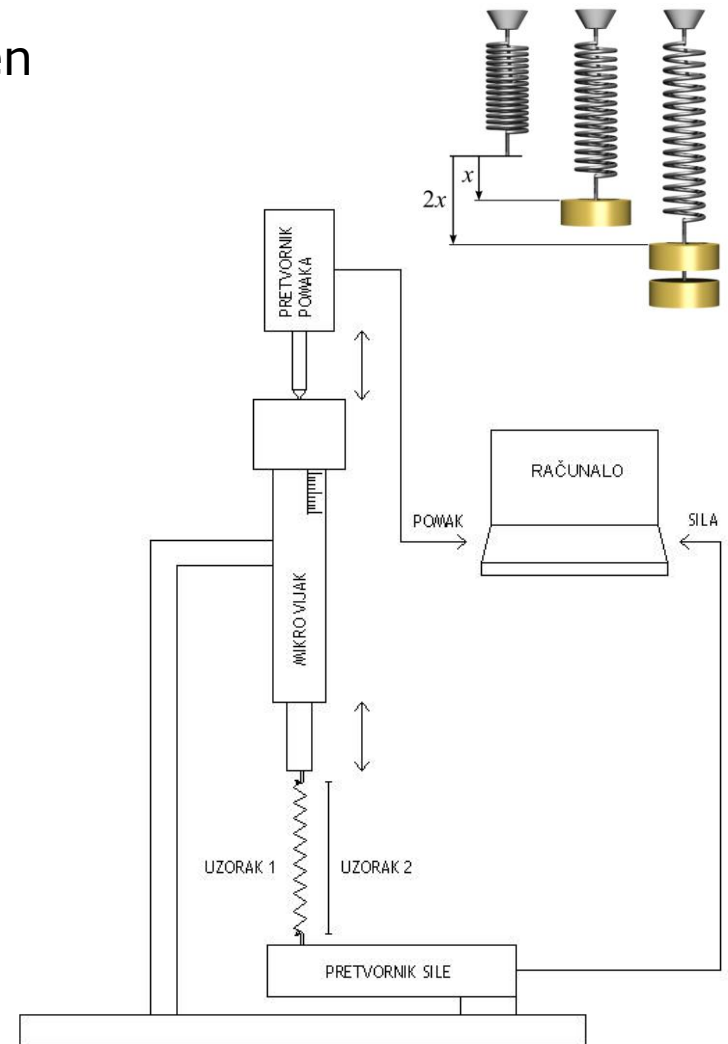 en
x
2x
PRETVORNIK
POMAKA
RAČUNALO
POMAK
SILA
MIKRO VIJAK
UZORAK 1
UZORAK 2
PRETVORNIK SILE